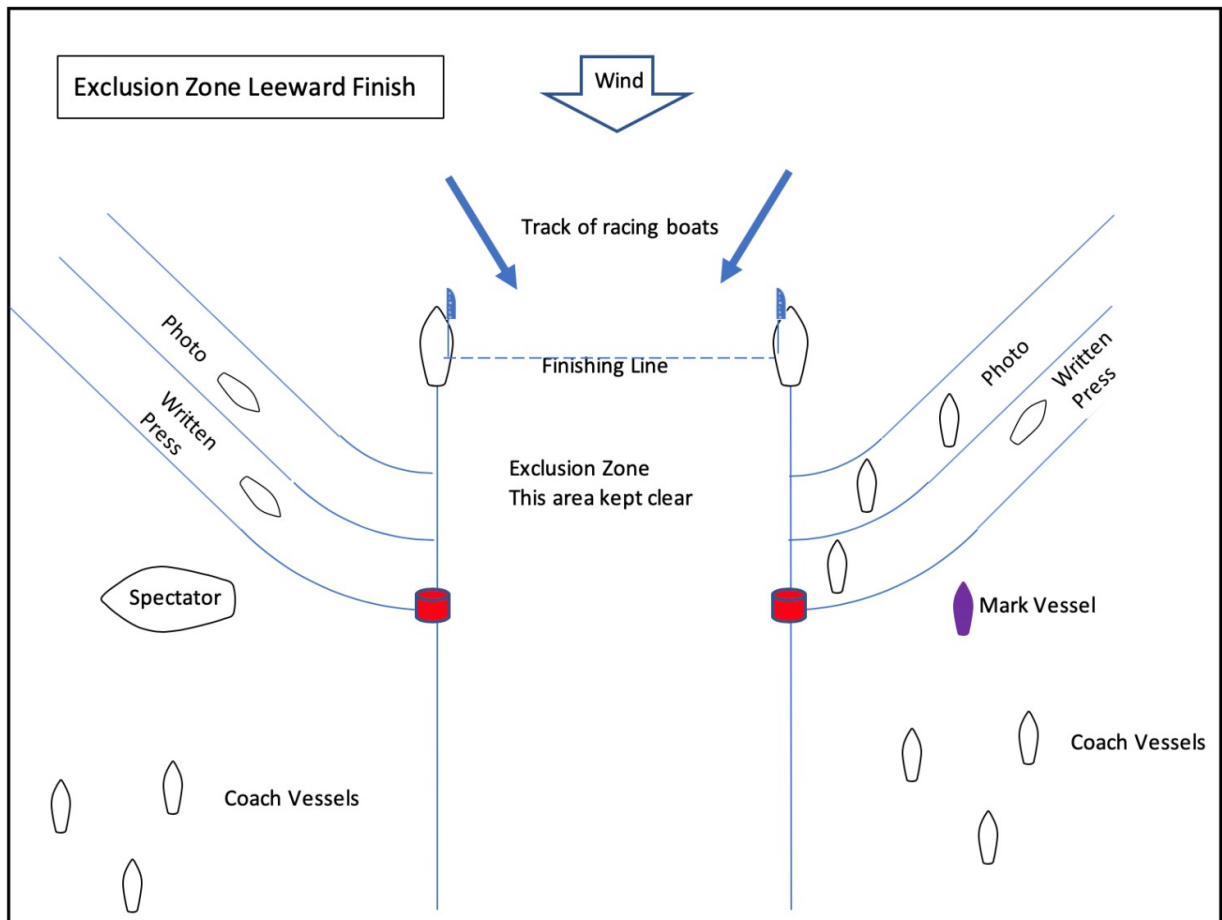 Exclusion Zone Leeward Finish
Wind
Track of racing boats
Finishing Line
Photo
Written
Press
Photo
Written
Press
Exclusion Zone
This area kept clear
Spectator
Mark Vessel
Coach Vessels
Coach Vessels